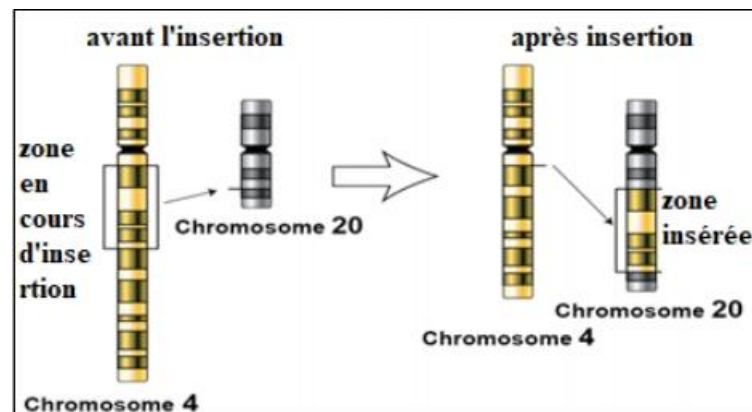 avant l'insertion
après insertion
zone
en
cours
d'inse
rtion
Chromosome 20
Chromosome 4
zone
insérée
Chromosome 20
Chromosome 4